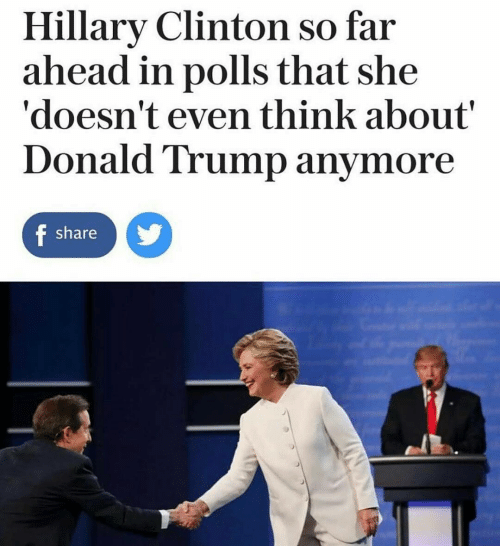 Hillary Clinton so far
ahead in polls that she
'doesn't even think about'
Donald Trump anymore
f share